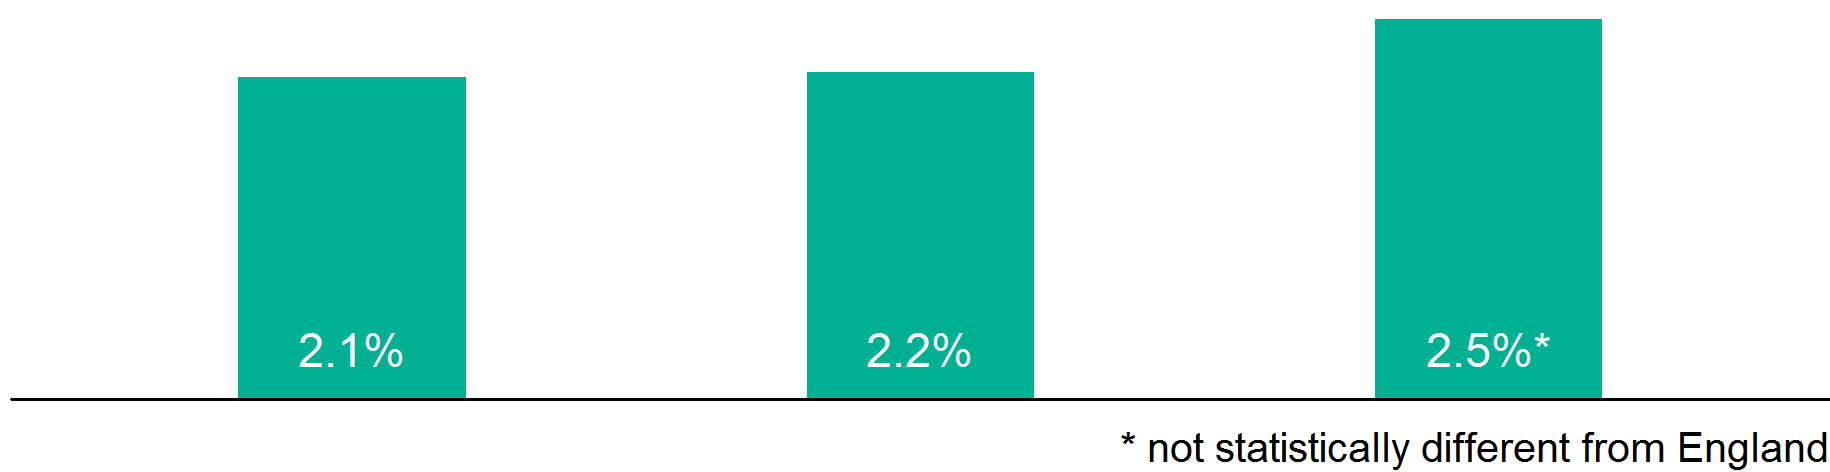 2.1% 2.2% 2.5%*
* not statistically different from England